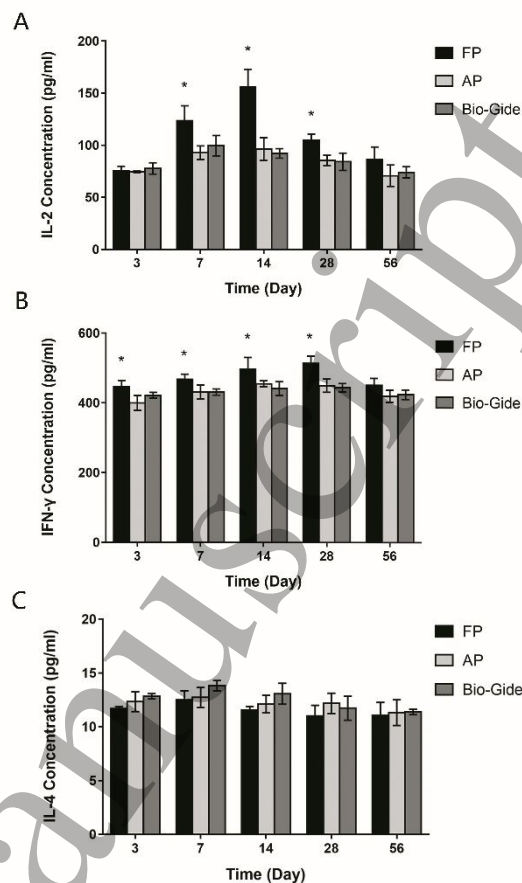 A
IL-2 Concentration (pg/ml)
200
150
100
50
0
*
*
*
3 7 14 28 56
Time (Day)
FP
AP
Bio-Gide
B
IFN-γ Concentration (pg/ml)
600
400
200
0
*
*
*
*
3 7 14 28 56
Time (Day)
FP
AP
Bio-Gide
C
IL-4 Concentration (pg/ml)
20
15
10
5
0
3 7 14 28 56
Time (Day)
FP
AP
Bio-Gide
anuscript